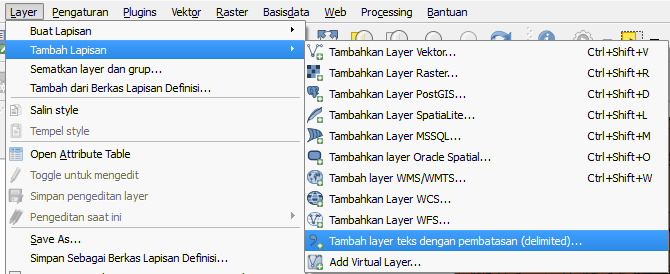 Layer Pengaturan Plugins Vektor Raster Basisdata Web Processing Bantuan
Buat Lapisan
Tambah Lapisan
Sematkan layer dan grup...
Tambah dari Berkas Lapisan Definisi...
Salin style
Tempel style
Open Attribute Table
Toggle untuk mengedit
Simpan pengeditan layer
Pengeditan saat ini
Save As...
Simpan Sebagai Berkas Lapisan Definisi...
Tambahkan Layer Vektor... Ctrl+Shift+V
Tambahkan Layer Raster... Ctrl+Shift+R
Tambahkan Layer PostGIS... Ctrl+Shift+D
Tambahkan Layer SpatiaLite... Ctrl+Shift+L
Tambahkan Layer MSSQL... Ctrl+Shift+M
Tambahkan layer Oracle Spatial... Ctrl+Shift+O
Tambah layer WMS/WMTS... Ctrl+Shift+W
Tambahkan Layer WCS...
Tambahkan Layer WFS...
Tambah layer teks dengan pembatasan (delimited)...
Add Virtual Layer...